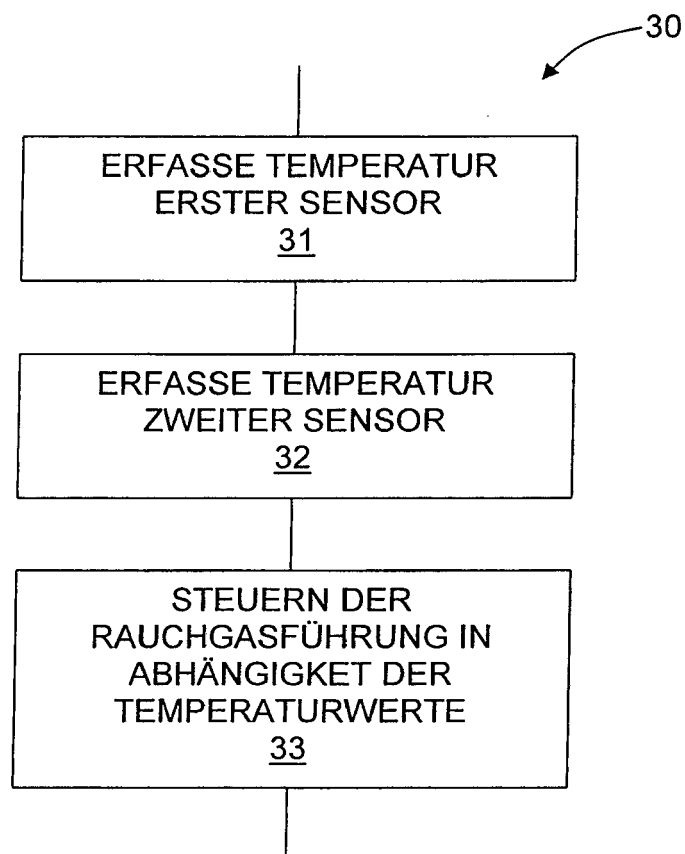 30
ERFASSE TEMPERATUR
ERSTER SENSOR
31
ERFASSE TEMPERATUR
ZWEITER SENSOR
32
STEUERN DER
RAUCHGASFÜHRUNG IN
ABHÄNGIGKET DER
TEMPERATURWERTE
33